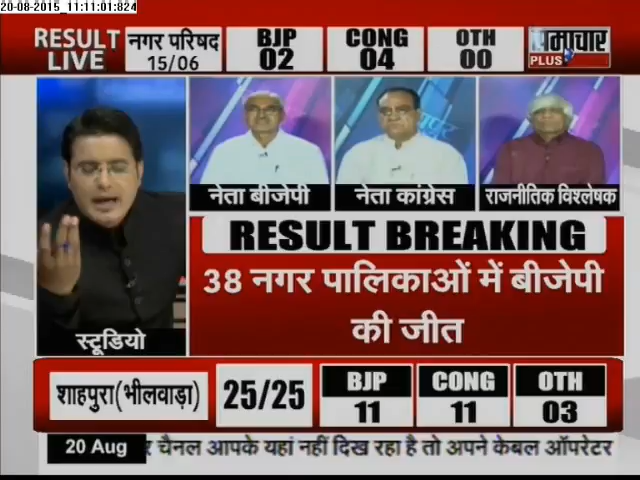 20-08-2015_11:11:01:824
RESULT LIVE
नगर परिषद
15/06
BJP
02
CONG
04
OTH
00
समाचार
PLUS
नेता बीजेपी
नेता कांग्रेस
राजनीतिक विश्लेषक
स्टूडियो
RESULT BREAKING
38 नगर पालिकाओं में बीजेपी
की जीत
शाहपुरा(भीलवाड़ा)
25/25
BJP
11
CONG
11
OTH
03
20 Aug
र चैनल आपके यहां नहीं दिख रहा है तो अपने केबल ऑपरेटर